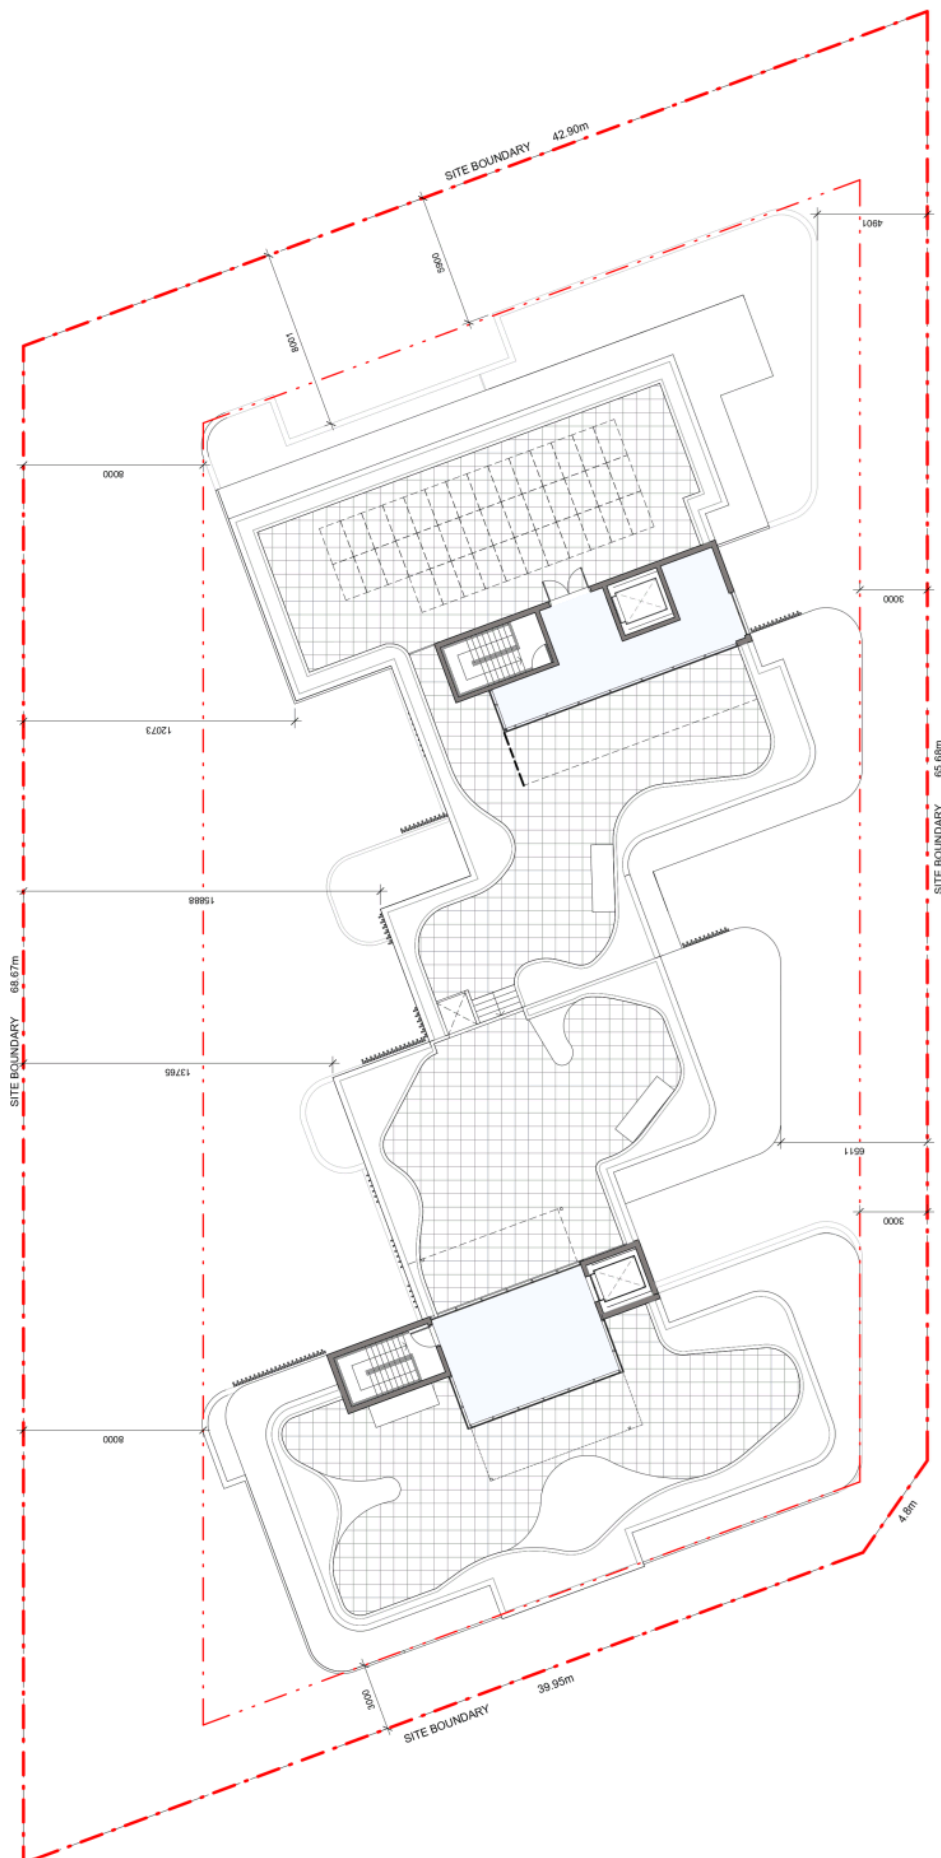 SITE BOUNDARY 42.90m
4901
5900
8001
8000
3000
12073
SITE BOUNDARY 65.68m
15888
SITE BOUNDARY 68.67m
13765
6511
3000
8000
4.8m
39.95m
3000
SITE BOUNDARY